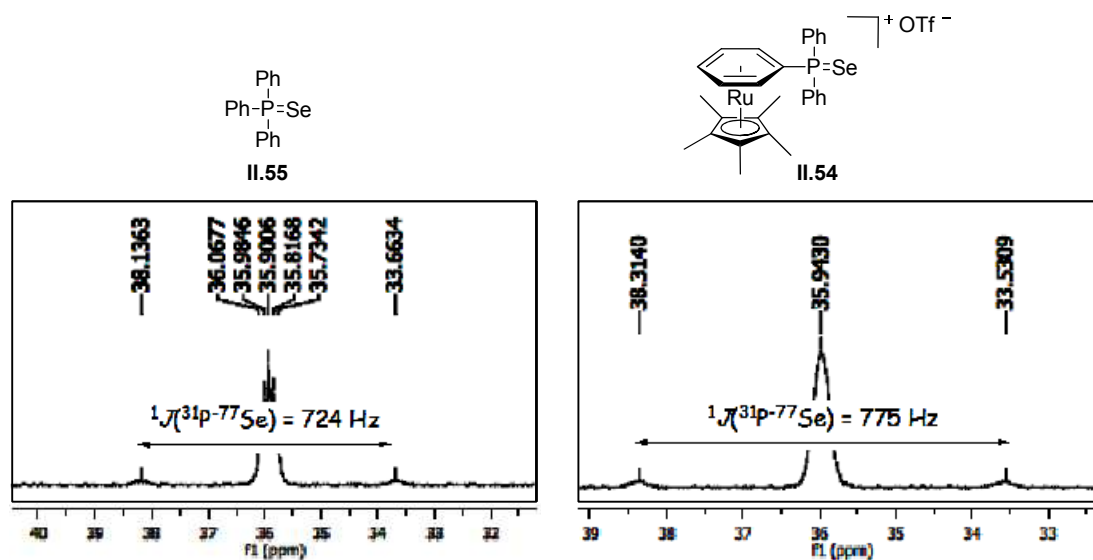 Ph
Ph-P=Se
Ph
II.55
Ph
P=Se
Ph
Ru
+ OTf −
II.54
38.1363
36.0677
35.9846
35.9006
35.8168
35.7342
33.6634
¹J(³¹P-⁷⁷Se) = 724 Hz
40 39 38 37 36 35 34 33 32
f1 (ppm)
38.3140
35.9430
33.5309
¹J(³¹P-⁷⁷Se) = 775 Hz
39 38 37 36 35 34 33
f1 (ppm)